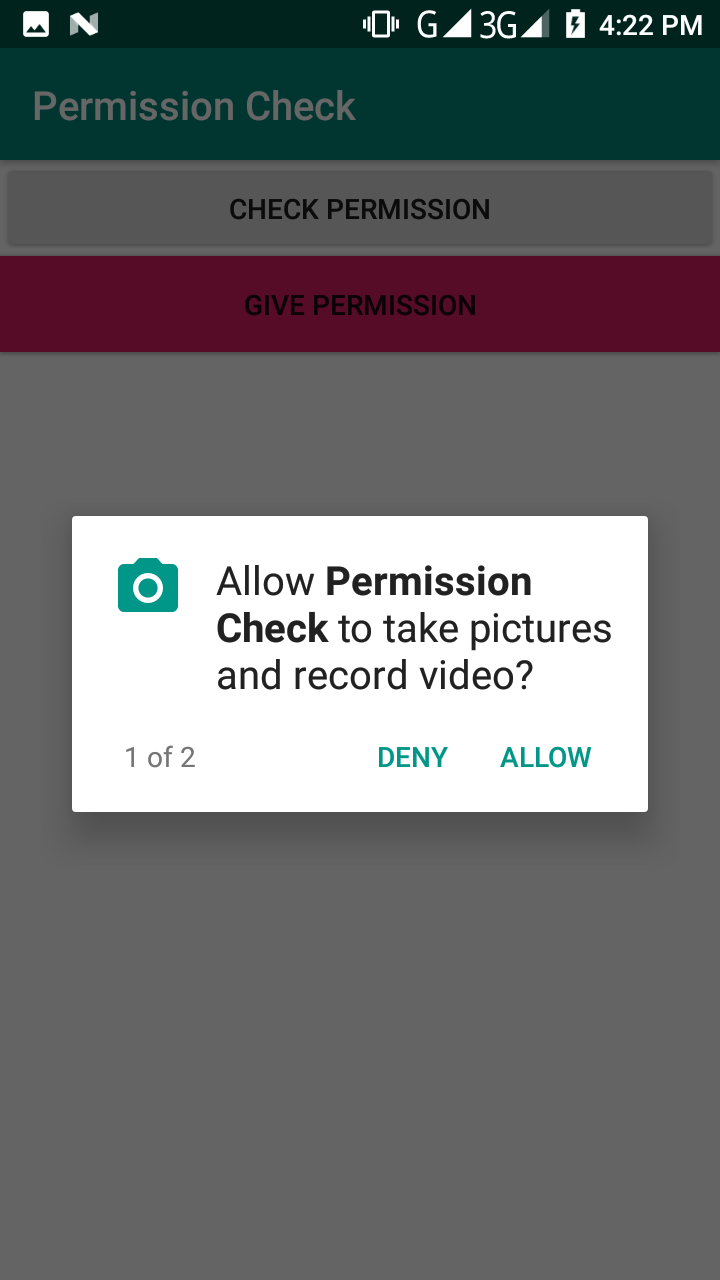 G 3G 4:22 PM
Permission Check
CHECK PERMISSION
GIVE PERMISSION
Allow Permission
Check to take pictures
and record video?
1 of 2 DENY ALLOW